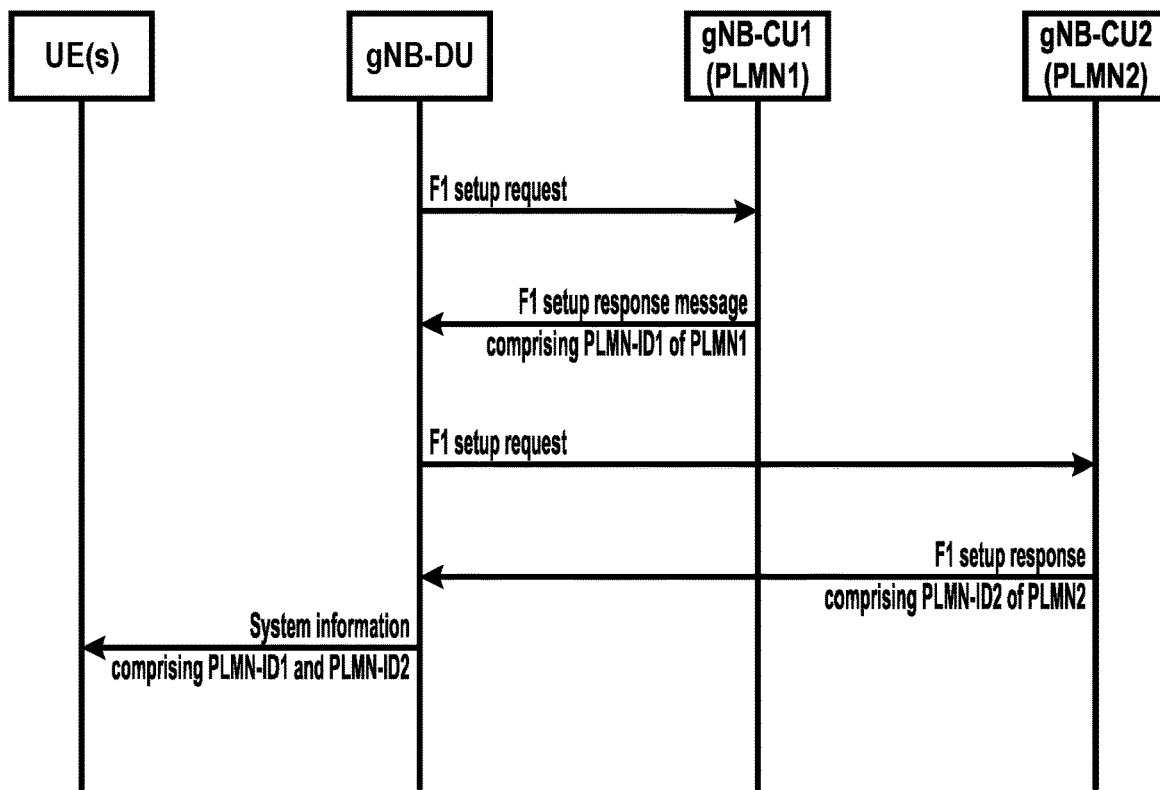 UE(s)
gNB-DU
gNB-CU1
(PLMN1)
gNB-CU2
(PLMN2)
F1 setup request
F1 setup response message
comprising PLMN-ID1 of PLMN1
F1 setup request
F1 setup response
comprising PLMN-ID2 of PLMN2
System information
comprising PLMN-ID1 and PLMN-ID2